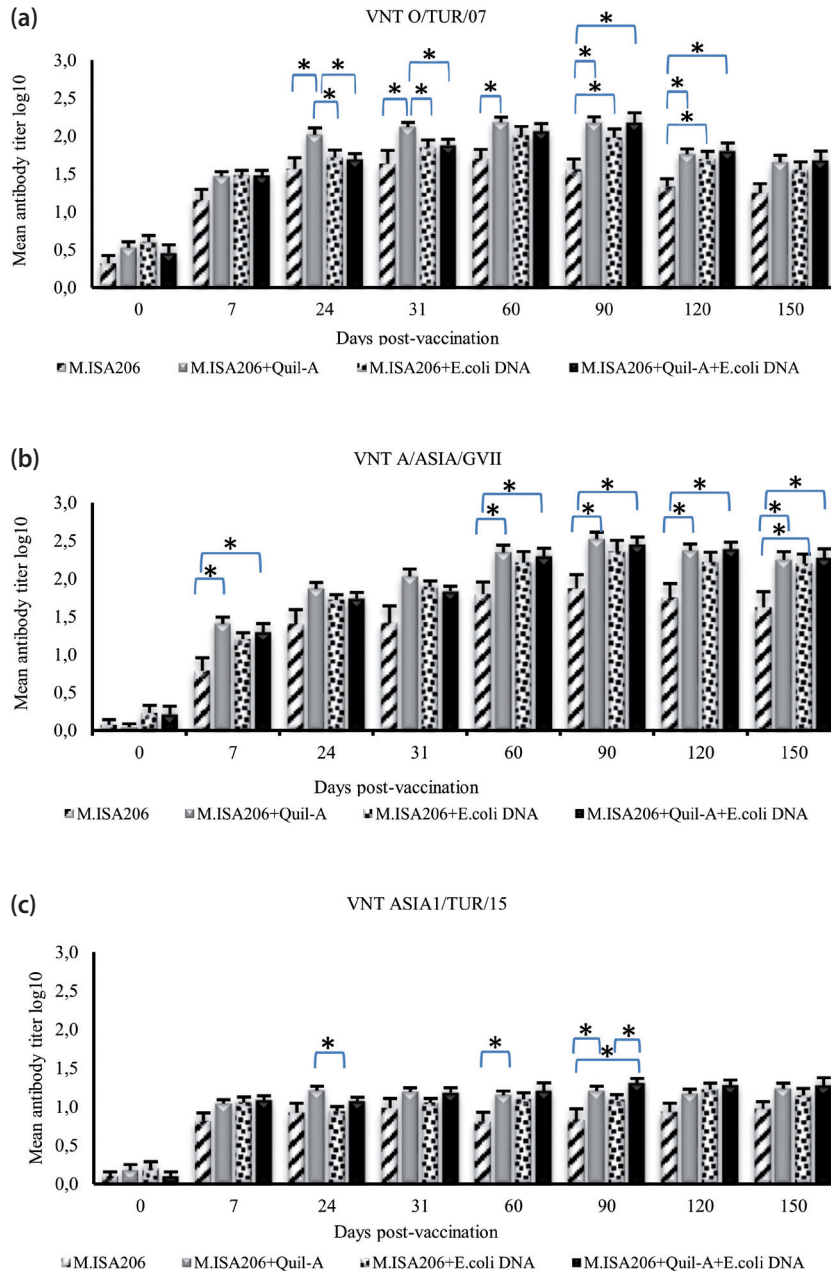 (a)
VNT O/TUR/07
Mean antibody titer log10
3,0
2,5
2,0
1,5
1,0
0,5
0,0
* * * * * * * * * * * * * *
0 7 24 31 60 90 120 150
Days post-vaccination
M.ISA206 M.ISA206+Quil-A M.ISA206+E.coli DNA M.ISA206+Quil-A+E.coli DNA
(b)
VNT A/ASIA/GVII
Mean antibody titer log10
3,0
2,5
2,0
1,5
1,0
0,5
0,0
* * * * * * * * * * *
0 7 24 31 60 90 120 150
Days post-vaccination
M.ISA206 M.ISA206+Quil-A M.ISA206+E.coli DNA M.ISA206+Quil-A+E.coli DNA
(c)
VNT ASIA1/TUR/15
Mean antibody titer log10
3,0
2,5
2,0
1,5
1,0
0,5
0,0
* * * * *
0 7 24 31 60 90 120 150
Days post-vaccination
M.ISA206 M.ISA206+Quil-A M.ISA206+E.coli DNA M.ISA206+Quil-A+E.coli DNA